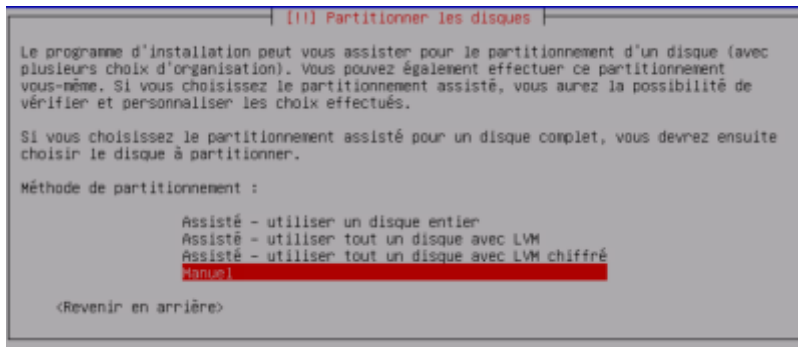 [!!] Partitionner les disques
Le programme d'installation peut vous assister pour le partitionnement d'un disque (avec
plusieurs choix d'organisation). Vous pouvez également effectuer ce partitionnement
vous-même. Si vous choisissez le partitionnement assisté, vous aurez la possibilité de
vérifier et personnaliser les choix effectués.
Si vous choisissez le partitionnement assisté pour un disque complet, vous devrez ensuite
choisir le disque à partitionner.
Méthode de partitionnement :
Assisté - utiliser un disque entier
Assisté - utiliser tout un disque avec LVM
Assisté - utiliser tout un disque avec LVM chiffré
Manuel
<Revenir en arrière>